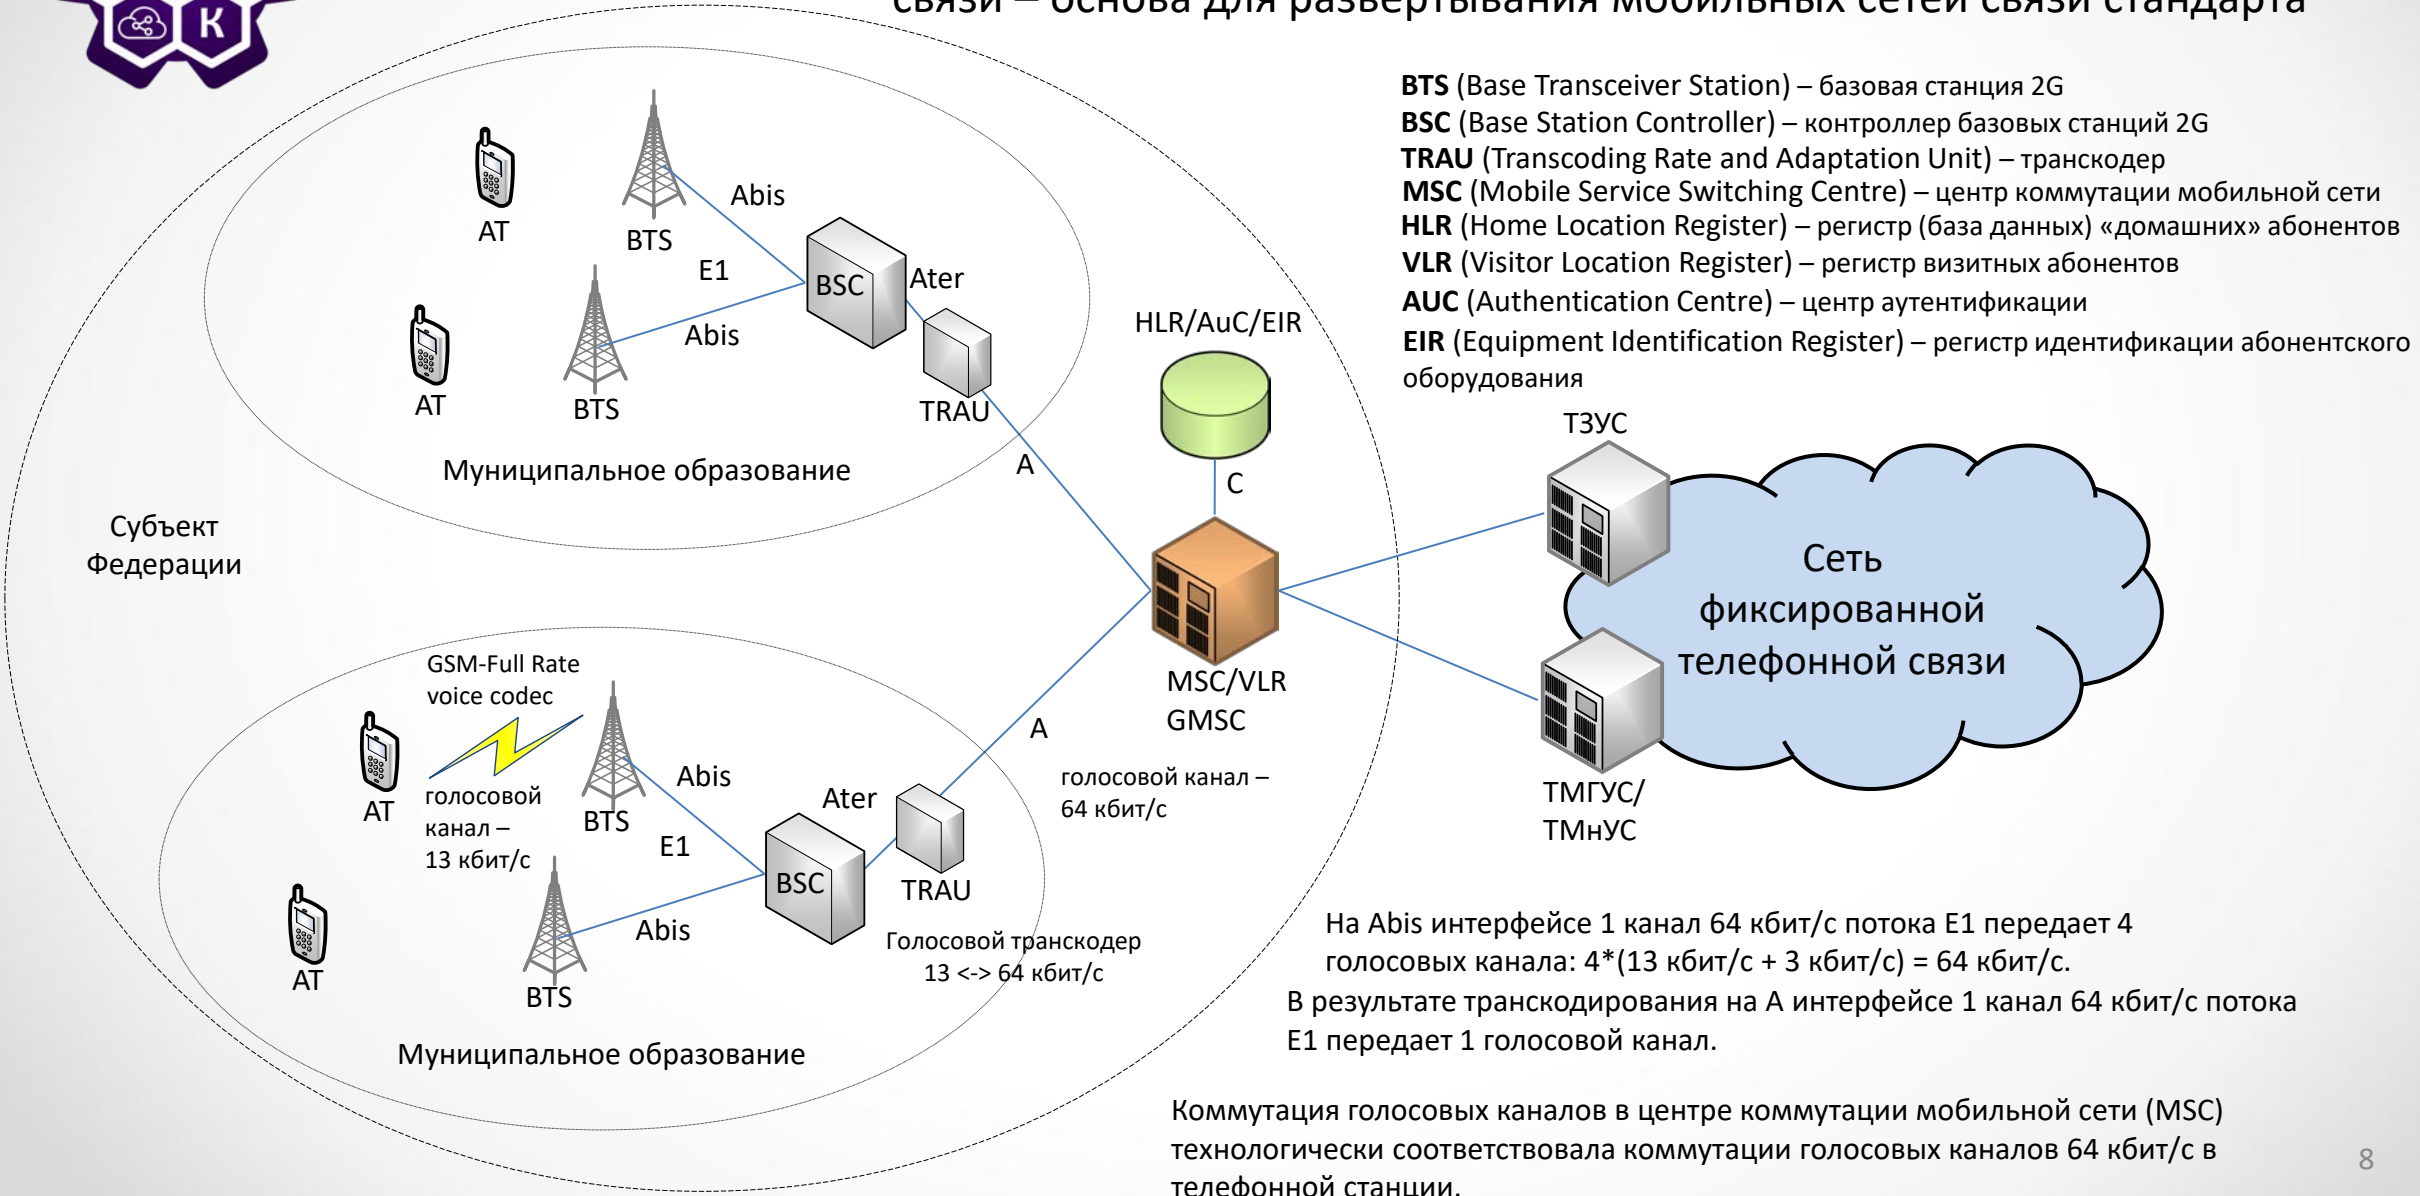 К
связи – основа для развертывания мобильных сетей связи стандарта
BTS (Base Transceiver Station) – базовая станция 2G
BSC (Base Station Controller) – контроллер базовых станций 2G
TRAU (Transcoding Rate and Adaptation Unit) – транскодер
MSC (Mobile Service Switching Centre) – центр коммутации мобильной сети
HLR (Home Location Register) – регистр (база данных) «домашних» абонентов
VLR (Visitor Location Register) – регистр визитных абонентов
AUC (Authentication Centre) – центр аутентификации
EIR (Equipment Identification Register) – регистр идентификации абонентского
оборудования
AT
BTS
Abis
E1
BSC
Ater
AT
BTS
Abis
TRAU
Муниципальное образование
A
HLR/AuC/EIR
C
Субъект
Федерации
MSC/VLR
GMSC
ТЗУС
Сеть
фиксированной
телефонной связи
ТМГУС/
ТМнУС
GSM-Full Rate
voice codec
AT
голосовой
канал –
13 кбит/с
BTS
Abis
E1
Ater
BSC
TRAU
A
голосовой канал –
64 кбит/с
AT
BTS
Abis
Голосовой транскодер
13 <-> 64 кбит/с
Муниципальное образование
На Abis интерфейсе 1 канал 64 кбит/с потока E1 передает 4
голосовых канала: 4*(13 кбит/с + 3 кбит/с) = 64 кбит/с.
В результате транскодирования на A интерфейсе 1 канал 64 кбит/с потока
E1 передает 1 голосовой канал.
Коммутация голосовых каналов в центре коммутации мобильной сети (MSC)
технологически соответствовала коммутации голосовых каналов 64 кбит/с в
телефонной станции.
8